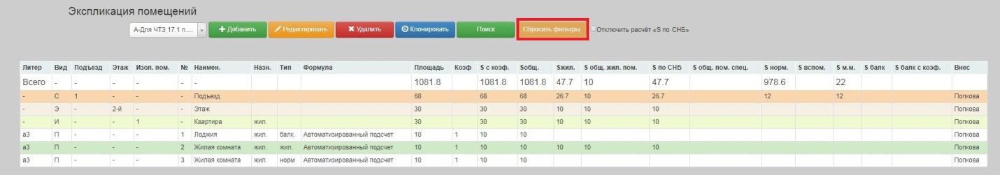 Экспликация помещений
А-Для ЧТЗ 17.1 п.... Добавить Редактировать Удалить Клонировать Поиск Сбросить фильтры Отключить расчёт «S по СНБ»
Литер Вид Подъезд Этаж Изол. пом. № Наимен. Назн. Тип Формула Площадь Коэф S с коэф. Sобщ. Sжил. S общ. жил. пом. S по СНБ S общ. пом. спец. S норм. S вспом. S м.м. S балк S балк с коэф. Внес
Всего - - - - - - 1081.8 1081.8 1081.8 47.7 10 47.7 978.6 22
- С 1 - - - Подъезд 68 68 68 26.7 10 26.7 12 12 Попкова
- Э - 2-й - - Этаж 30 30 30 10 10 10 Попкова
- И - - 1 - Квартира жил. 30 30 30 10 10 10 Попкова
а3 П - - - 1 Лоджия жил. балк. Автоматизированный подсчет 10 1 10 10 Попкова
а3 П - - - 2 Жилая комната жил. жил. Автоматизированный подсчет 10 1 10 10 10 10 10 Попкова
а3 П - - - 3 Жилая комната жил. норм Автоматизированный подсчет 10 1 10 10 Попкова